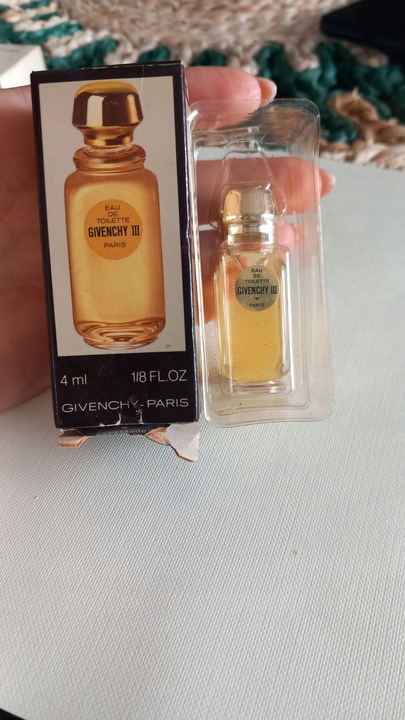 EAU
DE
TOILETTE
GIVENCHY III
PARIS
4 ml 1/8 FL.OZ
GIVENCHY-PARIS
EAU
DE
TOILETTE
GIVENCHY III
PARIS